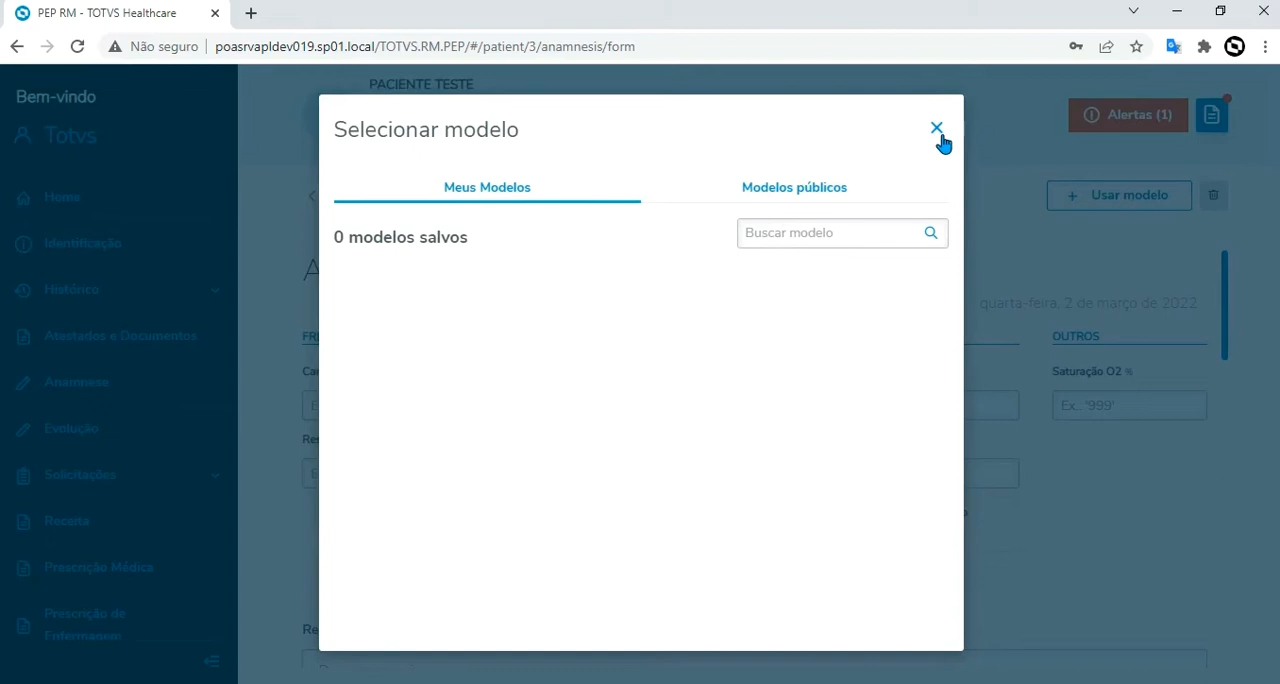 PEP RM - TOTVS Healthcare
Não seguro
poasrvapldev019.sp01.local/TOTVS.RM.PEP/#/patient/3/anamnesis/form
Bem-vindo
Totvs
Home
Identificação
Histórico
Atestados e Documentos
Anamnese
Evolução
Solicitações
Receita
Prescrição Médica
Prescrição de
Enfermagem
PACIENTE TESTE
Alertas (1)
Usar modelo
Selecionar modelo
Meus Modelos
Modelos públicos
0 modelos salvos
Buscar modelo
quarta-feira, 2 de março de 2022
OUTROS
Saturação O2 %
Ex.. '999'